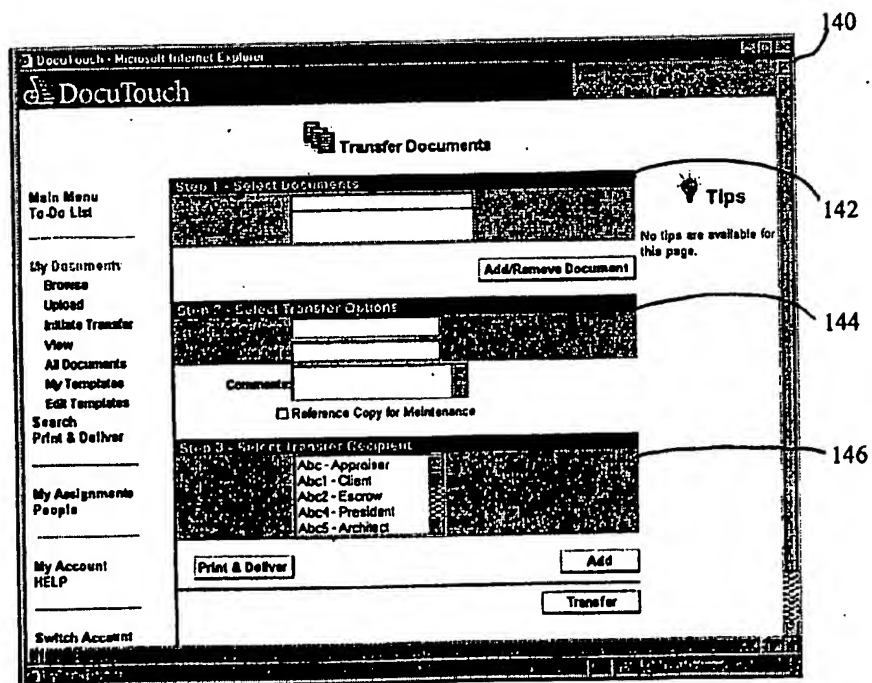 140
DocuTouch - Microsoft Internet Explorer
DocuTouch
Transfer Documents
Main Menu
To-Do List
My Documents
Browse
Upload
Initiate Transfer
View
All Documents
My Templates
Edit Templates
Search
Print & Deliver
My Assignments
People
My Account
HELP
Switch Account
Step 1 - Select Documents
Add/Remove Document
Step 2 - Select Transfer Options
Comments:
Reference Copy for Maintenance
Step 3 - Select Transfer Recipient
Abc - Appraiser
Abc1 - Client
Abc2 - Escrow
Abc4 - President
Abc5 - Architect
Print & Deliver
Add
Transfer
Tips
No tips are available for
this page.
142
144
146